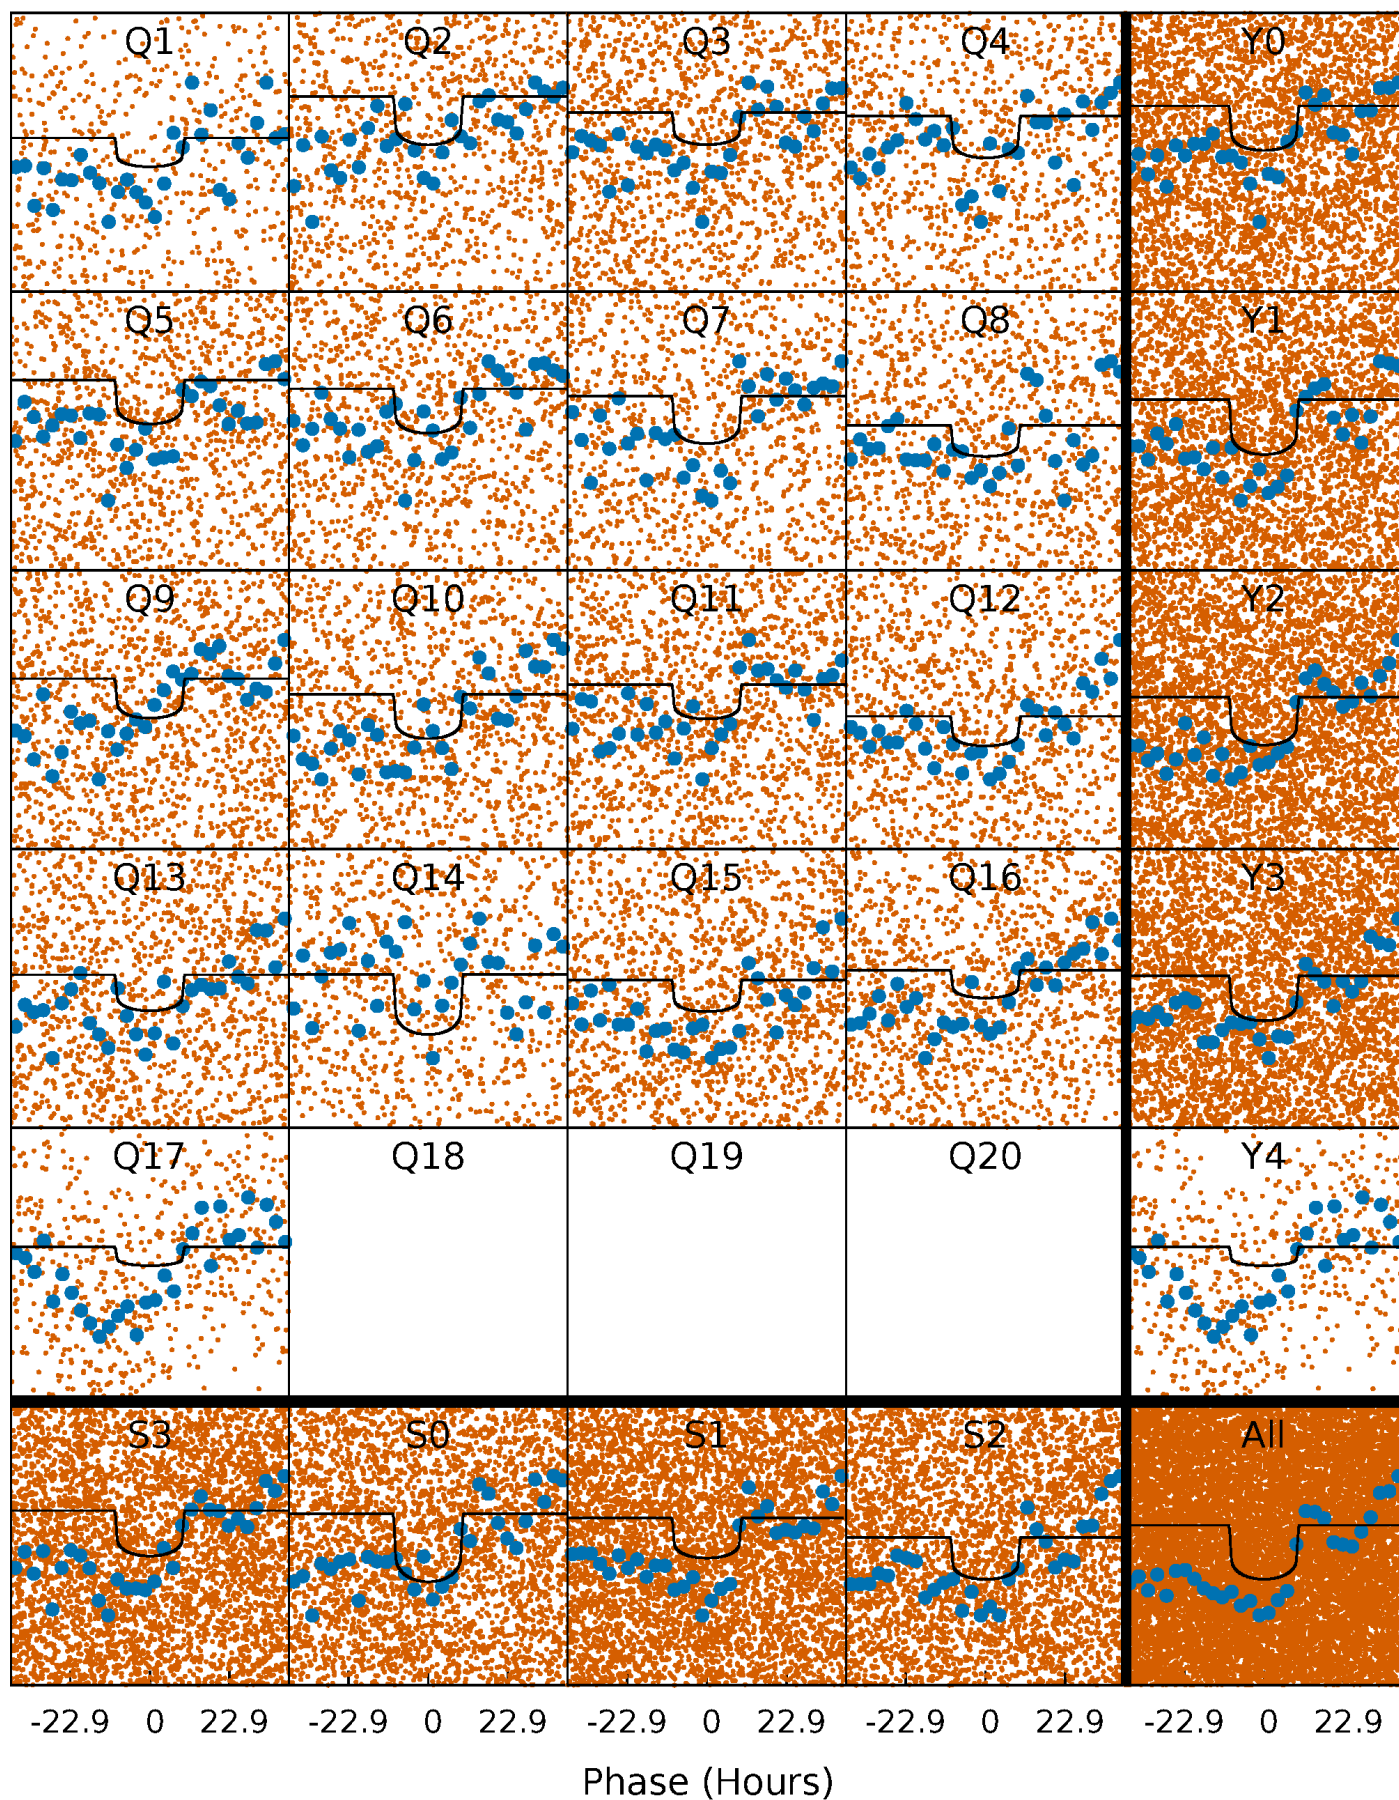 Q1 Q2 Q3 Q4 Y0
Q5 Q6 Q7 Q8 Y1
Q9 Q10 Q11 Q12 Y2
Q13 Q14 Q15 Q16 Y3
Q17 Q18 Q19 Q20 Y4
S3 S0 S1 S2 All
-22.9 0 22.9 -22.9 0 22.9 -22.9 0 22.9 -22.9 0 22.9 -22.9 0 22.9
Phase (Hours)